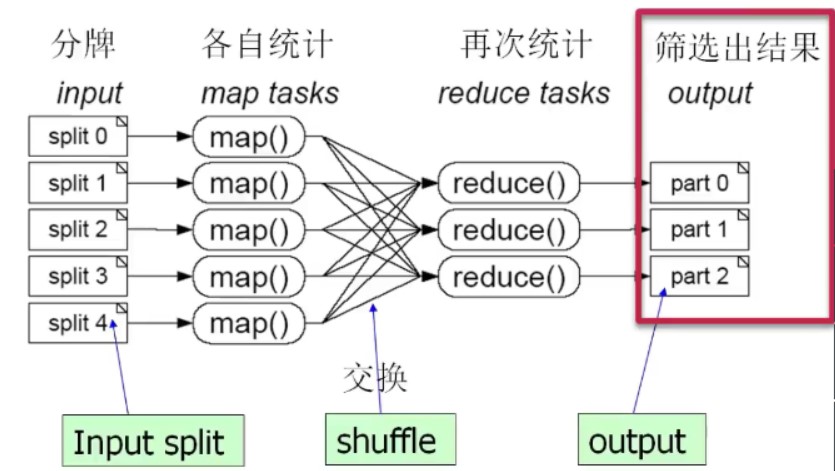 分牌
各自统计
再次统计
筛选出结果
input
map tasks
reduce tasks
output
split 0
map()
split 1
map()
reduce()
part 0
split 2
map()
reduce()
part 1
split 3
map()
reduce()
part 2
split 4
map()
交换
Input split
shuffle
output